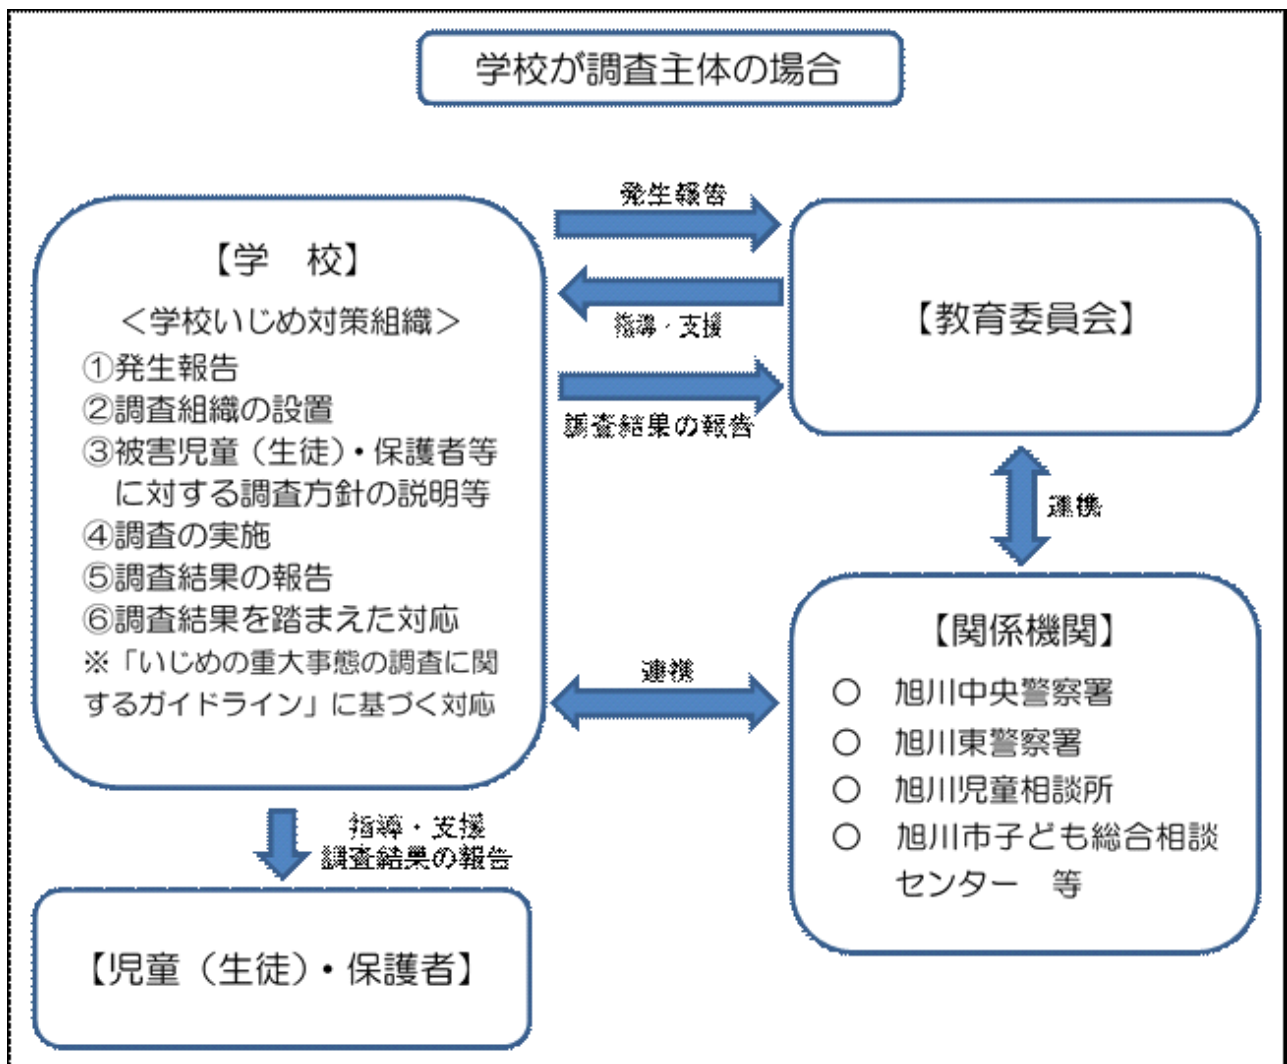 学校が調査主体の場合
【学　校】
＜学校いじめ対策組織＞
①発生報告
②調査組織の設置
③被害児童（生徒）・保護者等
に対する調査方針の説明等
④調査の実施
⑤調査結果の報告
⑥調査結果を踏まえた対応
※「いじめの重大事態の調査に関
するガイドライン」に基づく対応
発生報告
指導・支援
調査結果の報告
【教育委員会】
連携
連携
【関係機関】
○　旭川中央警察署
○　旭川東警察署
○　旭川児童相談所
○　旭川市子ども総合相談
センター　等
指導・支援
調査結果の報告
【児童（生徒）・保護者】